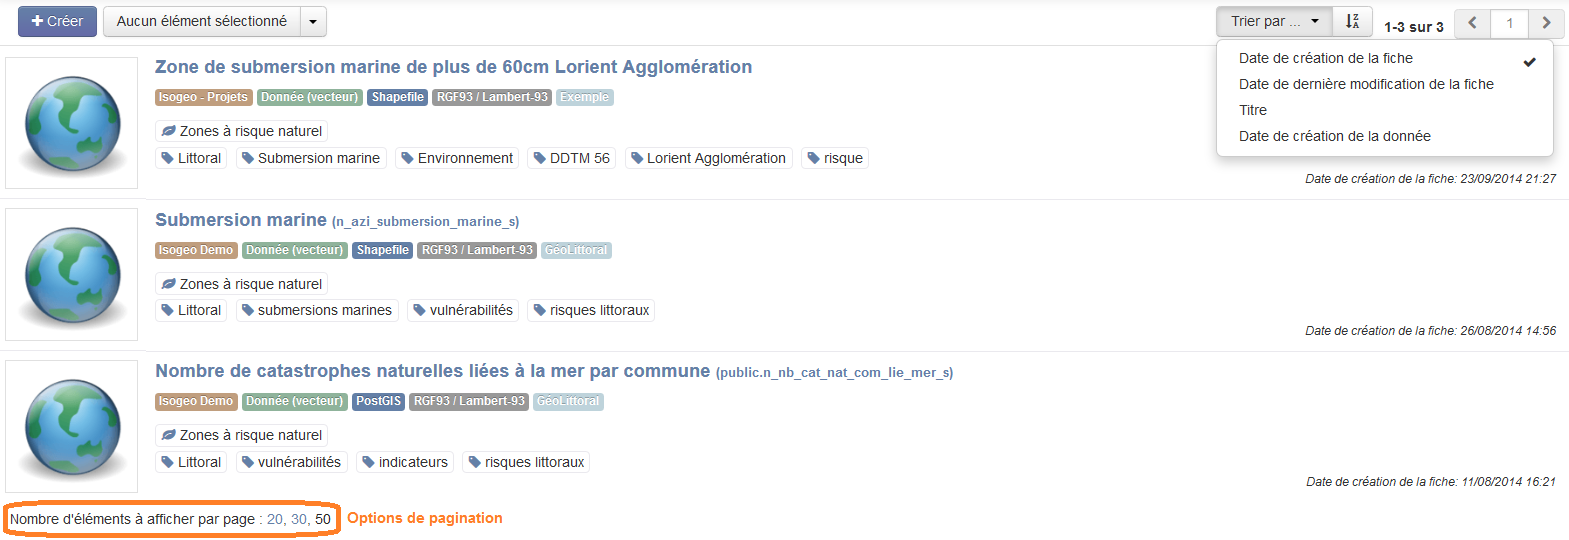 Créer Aucun élément sélectionné Trier par ... 1-3 sur 3 1
Date de création de la fiche
Date de dernière modification de la fiche
Titre
Date de création de la donnée
Zone de submersion marine de plus de 60cm Lorient Agglomération
Isogeo - Projets Donnée (vecteur) Shapefile RGF93 / Lambert-93 Exemple
Zones à risque naturel
Littoral Submersion marine Environnement DDTM 56 Lorient Agglomération risque
Date de création de la fiche: 23/09/2014 21:27
Submersion marine (n_azi_submersion_marine_s)
Isogeo Demo Donnée (vecteur) Shapefile RGF93 / Lambert-93 GéoLittoral
Zones à risque naturel
Littoral submersions marines vulnérabilités risques littoraux
Date de création de la fiche: 26/08/2014 14:56
Nombre de catastrophes naturelles liées à la mer par commune (public.n_nb_cat_nat_com_lie_mer_s)
Isogeo Demo Donnée (vecteur) PostGIS RGF93 / Lambert-93 GéoLittoral
Zones à risque naturel
Littoral vulnérabilités indicateurs risques littoraux
Date de création de la fiche: 11/08/2014 16:21
Nombre d'éléments à afficher par page : 20, 30, 50 Options de pagination